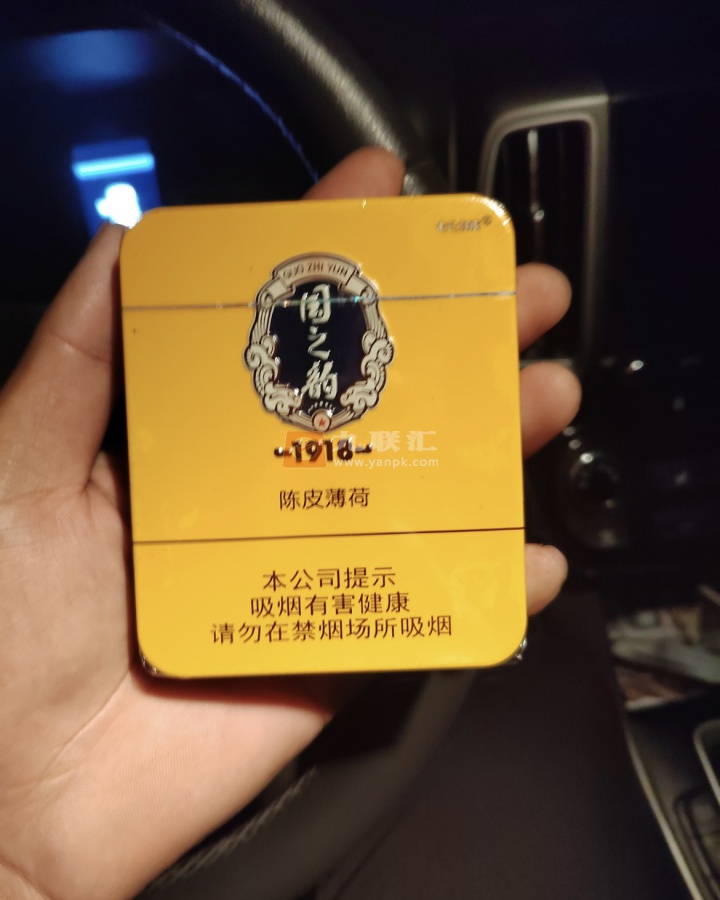 GUO ZHI YUN
国之韵
1918
联汇
www.yanpk.com
陈皮薄荷
本公司提示
吸烟有害健康
请勿在禁烟场所吸烟